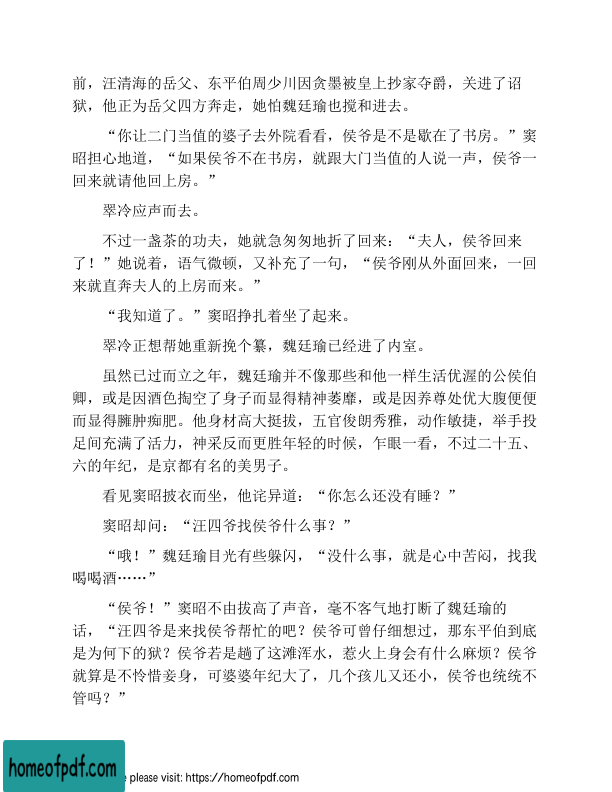 前，汪清海的岳父、东平伯周少川因贪墨被皇上抄家夺爵，关进了诏
狱，他正为岳父四方奔走，她怕魏廷瑜也搅和进去。
“你让二门当值的婆子去外院看看，侯爷是不是歇在了书房。”窦
昭担心地道，“如果侯爷不在书房，就跟大门当值的人说一声，侯爷一
回来就请他回上房。”
翠冷应声而去。
不过一盏茶的功夫，她就急匆匆地折了回来：“夫人，侯爷回来
了！”她说着，语气微顿，又补充了一句，“侯爷刚从外面回来，一回
来就直奔夫人的上房而来。”
“我知道了。”窦昭挣扎着坐了起来。
翠冷正想帮她重新挽个纂，魏廷瑜已经进了内室。
虽然已过而立之年，魏廷瑜并不像那些和他一样生活优渥的公侯伯
卿，或是因酒色掏空了身子而显得精神萎靡，或是因养尊处优大腹便便
而显得臃肿痴肥。他身材高大挺拔，五官俊朗秀雅，动作敏捷，举手投
足间充满了活力，神采反而更胜年轻的时候，乍眼一看，不过二十五、
六的年纪，是京都有名的美男子。
看见窦昭披衣而坐，他诧异道：“你怎么还没有睡？”
窦昭却问：“汪四爷找侯爷什么事？”
“哦！”魏廷瑜目光有些躲闪，“没什么事，就是心中苦闷，找我
喝喝酒……”
“侯爷！”窦昭不由拔高了声音，毫不客气地打断了魏廷瑜的
话，“汪四爷是来找侯爷帮忙的吧？侯爷可曾仔细想过，那东平伯到底
是为何下的狱？侯爷若是趟了这滩浑水，惹火上身会有什么麻烦？侯爷
就算是不怜惜妾身，可婆婆年纪大了，几个孩儿又还小，侯爷也统统不
管吗？”
homeofpdf.com
e please visit: https://homeofpdf.com